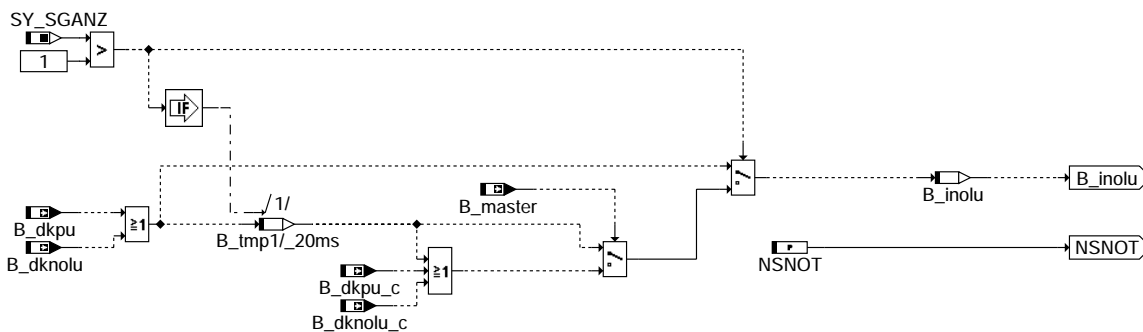 SY_SGANZ
1
>
IF
B_master
B_inolu
B_inolu
/1/
B_dkpu
≥1
B_tmp1/_20ms
B_dknolu
NSNOT
P
NSNOT
B_dkpu_c
≥1
B_dknolu_c